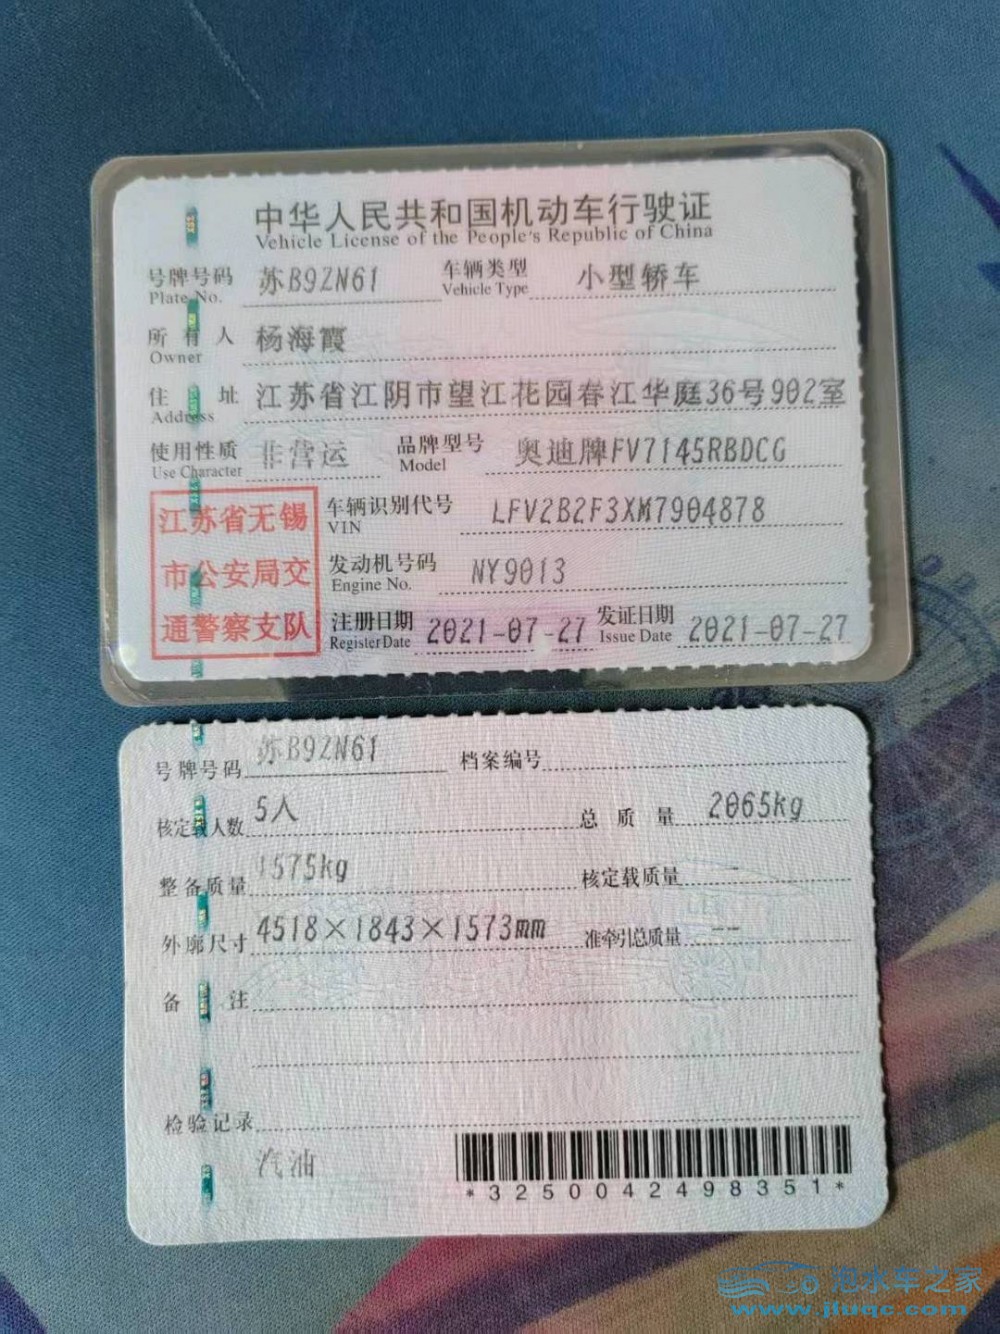 中华人民共和国机动车行驶证
Vehicle License of the People's Republic of China
号牌号码 苏B9ZN61 车辆类型 小型轿车
Plate No. Vehicle Type
所有人 杨海霞
Owner
住址 江苏省江阴市望江花园春江华庭36号902室
Address
使用性质 非营运 品牌型号 奥迪牌FV7145RBDCG
Use Character Model
江苏省无锡
市公安局交
通警察支队
车辆识别代号 LFV2B2F3XM7904878
VIN
发动机号码 NY9013
Engine No.
注册日期 2021-07-27 发证日期 2021-07-27
Register Date Issue Date
号牌号码 苏B9ZN61 档案编号
核定载人数 5人 总质量 2065kg
整备质量 1575kg 核定载质量 --
外廓尺寸 4518×1843×1573mm 准牵引总质量 --
备注
检验记录
汽油
*3250042498351*
泡水车之家
www.jluqc.com